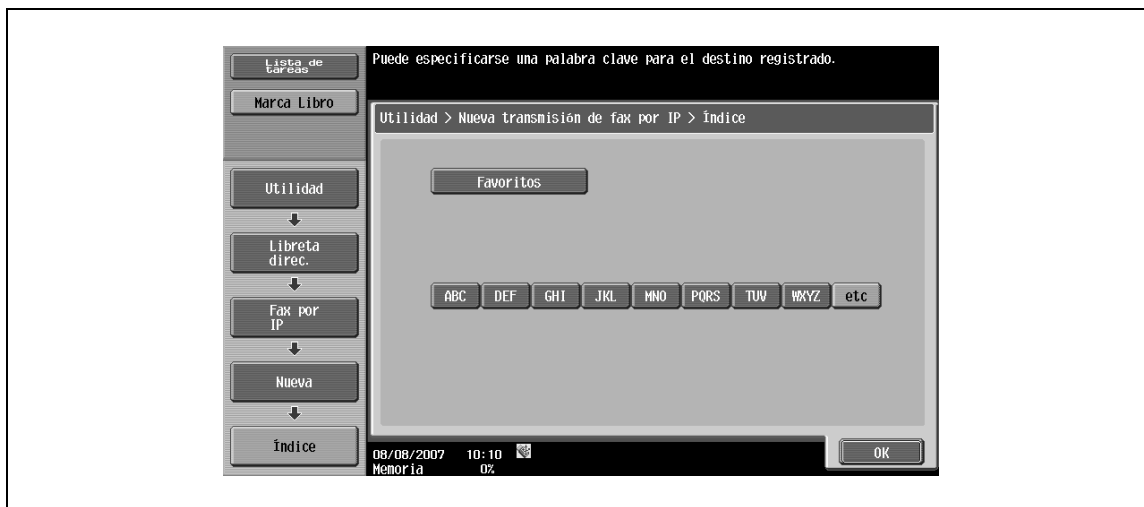 Lista de
tareas
Puede especificarse una palabra clave para el destino registrado.
Marca Libro
Utilidad > Nueva transmisión de fax por IP > Índice
Favoritos
Utilidad
Libreta
direc.
ABC DEF GHI JKL MNO PQRS TUV WXYZ etc
Fax por
IP
Nueva
Índice
08/08/2007 10:10
Memoria 0%
OK